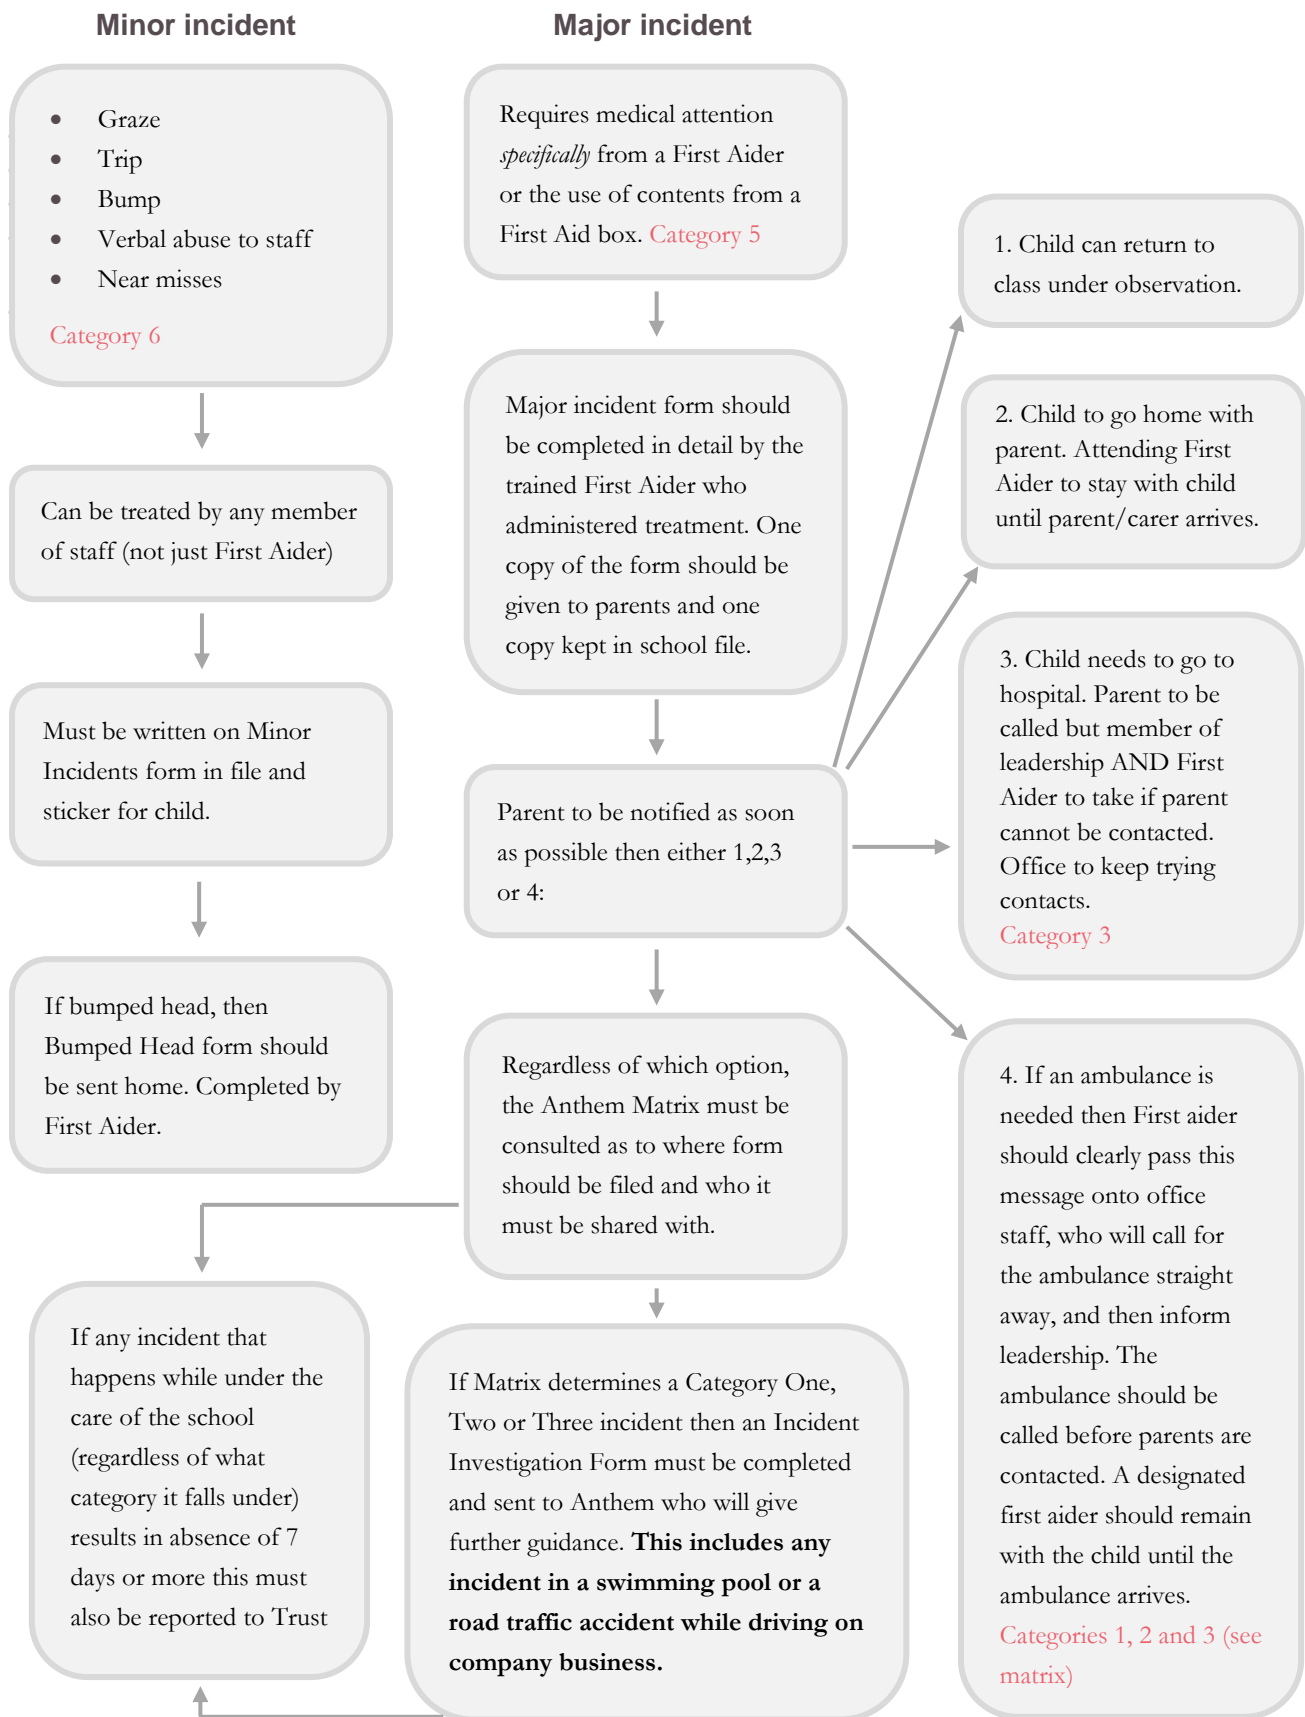 Minor incident
• Graze
• Trip
• Bump
• Verbal abuse to staff
• Near misses
Category 6
Can be treated by any member
of staff (not just First Aider)
Must be written on Minor
Incidents form in file and
sticker for child.
If bumped head, then
Bumped Head form should
be sent home. Completed by
First Aider.
If any incident that
happens while under the
care of the school
(regardless of what
category it falls under)
results in absence of 7
days or more this must
also be reported to Trust
Major incident
Requires medical attention
specifically from a First Aider
or the use of contents from a
First Aid box. Category 5
Major incident form should
be completed in detail by the
trained First Aider who
administered treatment. One
copy of the form should be
given to parents and one
copy kept in school file.
Parent to be notified as soon
as possible then either 1,2,3
or 4:
Regardless of which option,
the Anthem Matrix must be
consulted as to where form
should be filed and who it
must be shared with.
If Matrix determines a Category One,
Two or Three incident then an Incident
Investigation Form must be completed
and sent to Anthem who will give
further guidance. This includes any
incident in a swimming pool or a
road traffic accident while driving on
company business.
1. Child can return to
class under observation.
2. Child to go home with
parent. Attending First
Aider to stay with child
until parent/carer arrives.
3. Child needs to go to
hospital. Parent to be
called but member of
leadership AND First
Aider to take if parent
cannot be contacted.
Office to keep trying
contacts.
Category 3
4. If an ambulance is
needed then First aider
should clearly pass this
message onto office
staff, who will call for
the ambulance straight
away, and then inform
leadership. The
ambulance should be
called before parents are
contacted. A designated
first aider should remain
with the child until the
ambulance arrives.
Categories 1, 2 and 3 (see
matrix)